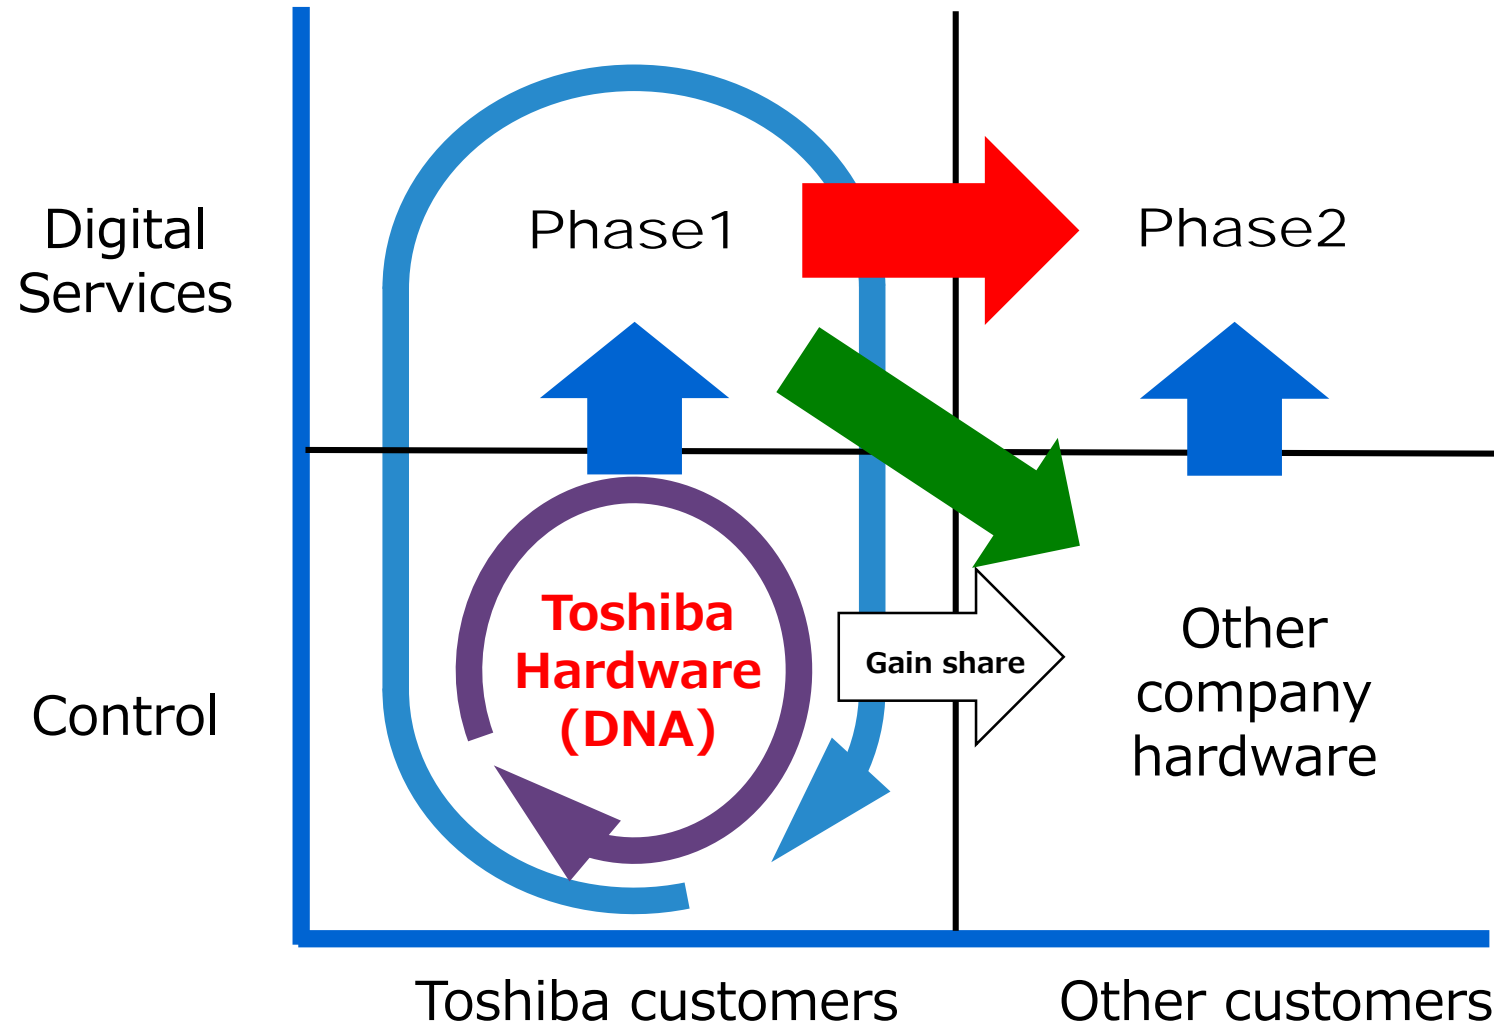 Digital
Services
Phase1
Phase2
Control
Toshiba
Hardware
(DNA)
Gain share
Other
company
hardware
Toshiba customers
Other customers